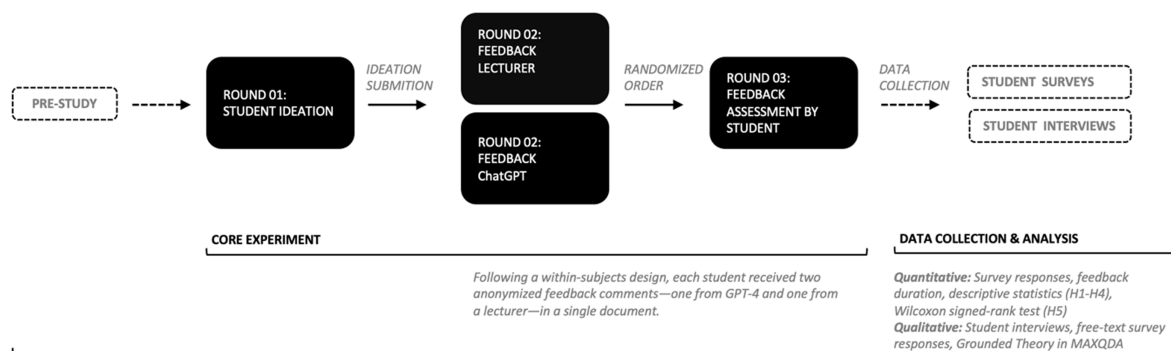 PRE-STUDY
ROUND 01:
STUDENT IDEATION
IDEATION
SUBMITION
ROUND 02:
FEEDBACK
LECTURER
ROUND 02:
FEEDBACK
ChatGPT
RANDOMIZED
ORDER
ROUND 03:
FEEDBACK
ASSESSMENT BY
STUDENT
DATA
COLLECTION
STUDENT SURVEYS
STUDENT INTERVIEWS
CORE EXPERIMENT
Following a within-subjects design, each student received two
anonymized feedback comments—one from GPT-4 and one from
a lecturer—in a single document.
DATA COLLECTION & ANALYSIS
Quantitative: Survey responses, feedback
duration, descriptive statistics (H1-H4),
Wilcoxon signed-rank test (H5)
Qualitative: Student interviews, free-text survey
responses, Grounded Theory in MAXQDA